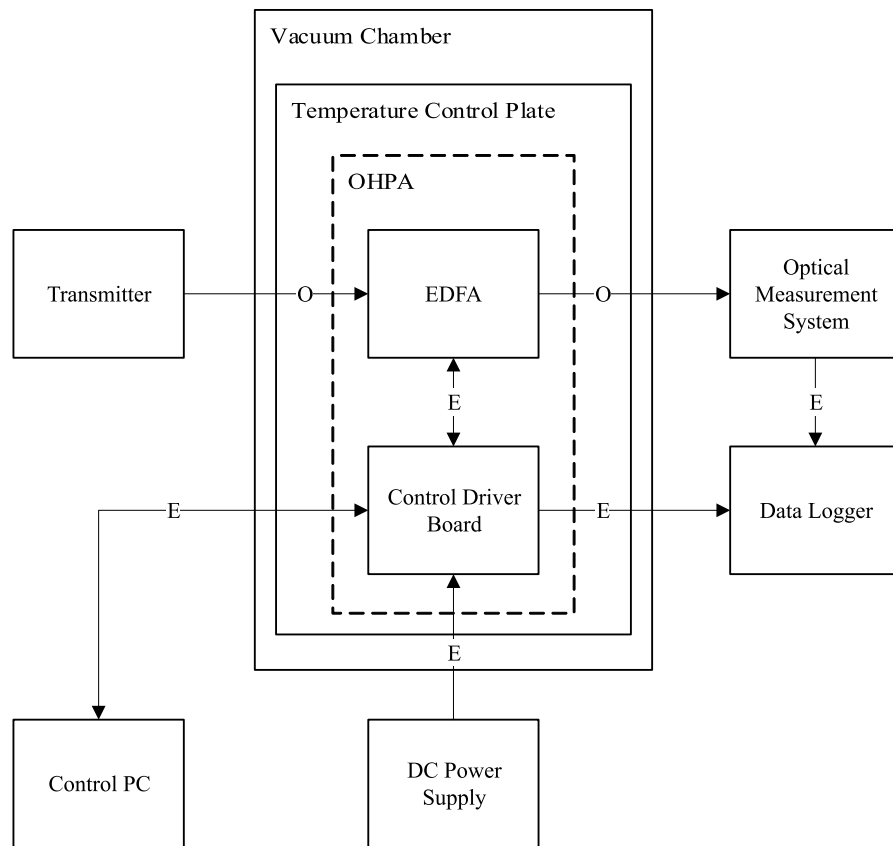 Vacuum Chamber
Temperature Control Plate
OHPA
Transmitter
O
EDFA
O
Optical
Measurement
System
E
E
E
Control Driver
Board
E
Data Logger
E
Control PC
DC Power
Supply